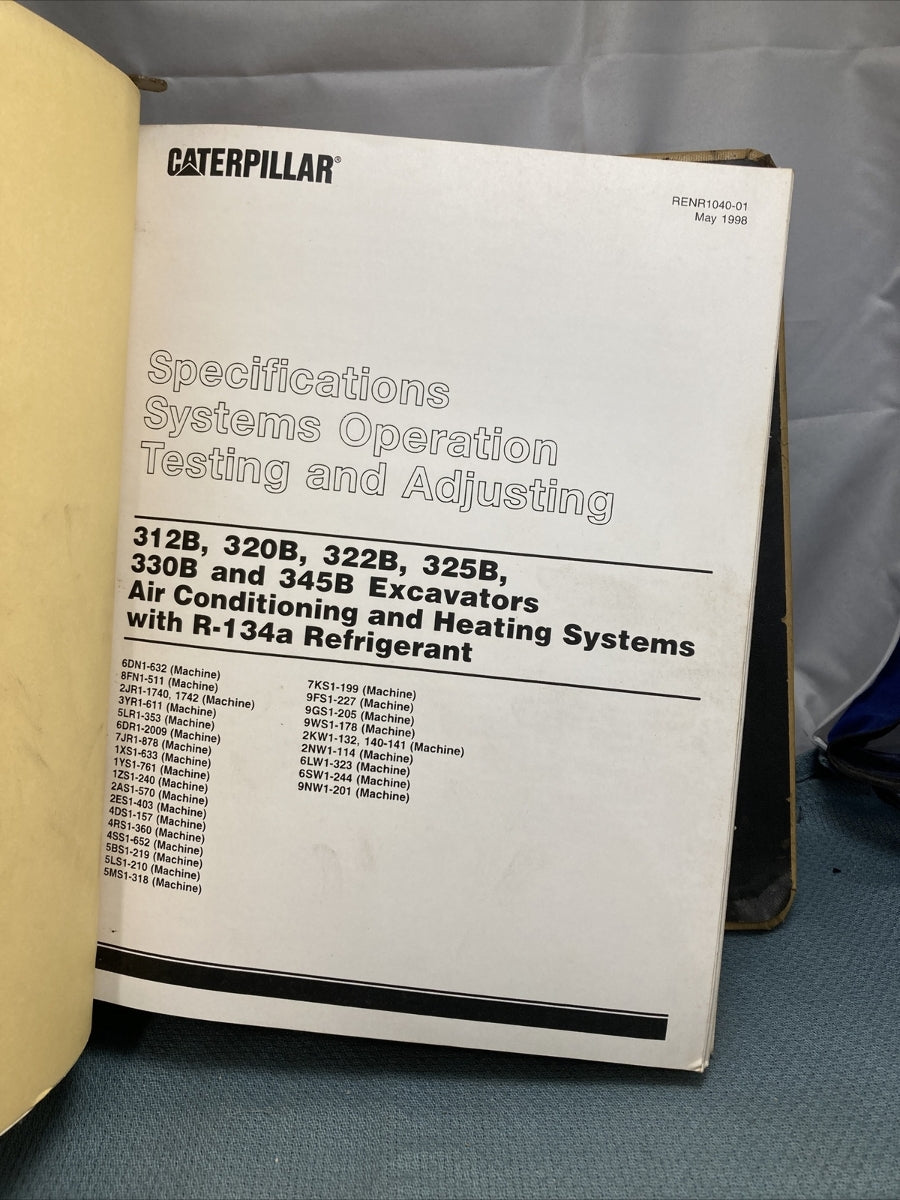 CATERPILLAR®
RENR1040-01
May 1998
Specifications
Systems Operation
Testing and Adjusting
312B, 320B, 322B, 325B,
330B and 345B Excavators
Air Conditioning and Heating Systems
with R-134a Refrigerant
6DN1-632 (Machine)
8FN1-511 (Machine)
2JR1-1740, 1742 (Machine)
3YR1-611 (Machine)
5LR1-353 (Machine)
6DR1-2009 (Machine)
7JR1-878 (Machine)
1XS1-633 (Machine)
1YS1-761 (Machine)
1ZS1-240 (Machine)
2AS1-570 (Machine)
2ES1-403 (Machine)
4DS1-157 (Machine)
4RS1-360 (Machine)
4SS1-652 (Machine)
5BS1-219 (Machine)
5LS1-210 (Machine)
5MS1-318 (Machine)
7KS1-199 (Machine)
9FS1-227 (Machine)
9GS1-205 (Machine)
9WS1-178 (Machine)
2KW1-132, 140-141 (Machine)
2NW1-114 (Machine)
6LW1-323 (Machine)
6SW1-244 (Machine)
9NW1-201 (Machine)